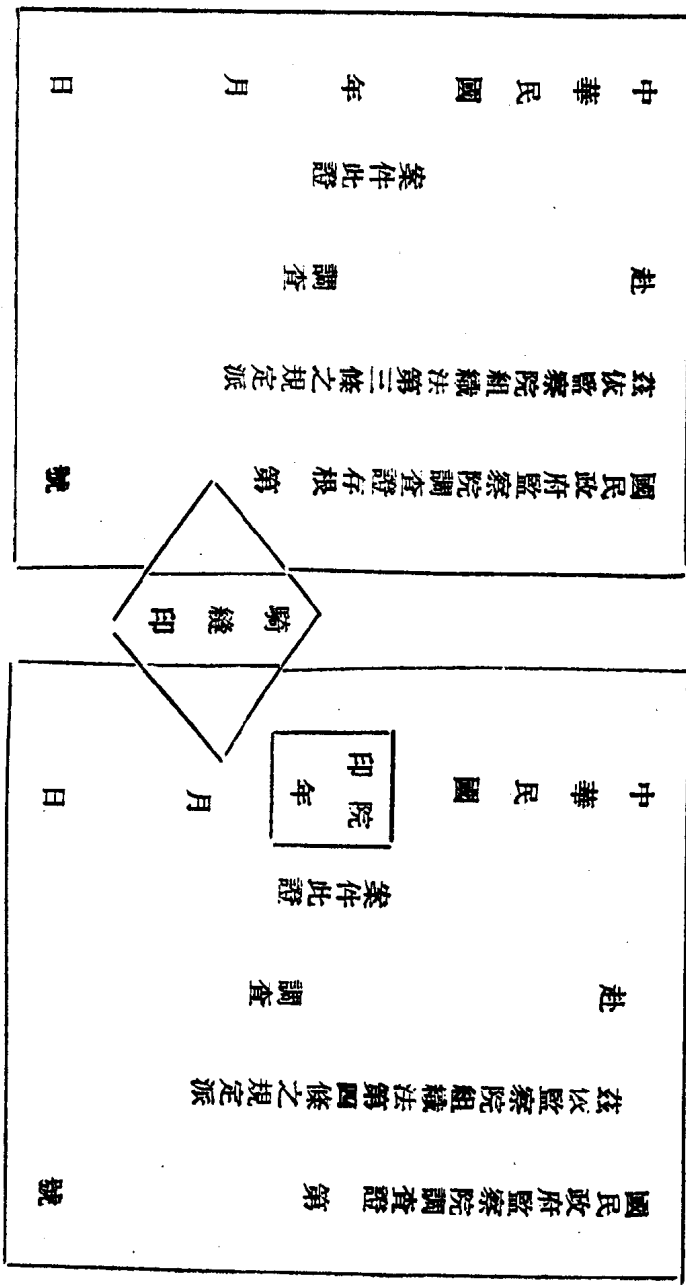 國民政府監察院調查證 第 號
茲依監察院組織法第四條之規定派
赴 調查
案件此證
中華民國 年 月 日
院印
騎縫印
國民政府監察院調查證存根 第 號
茲依監察院組織法第三條之規定派
赴 調查
案件此證
中華民國 年 月 日